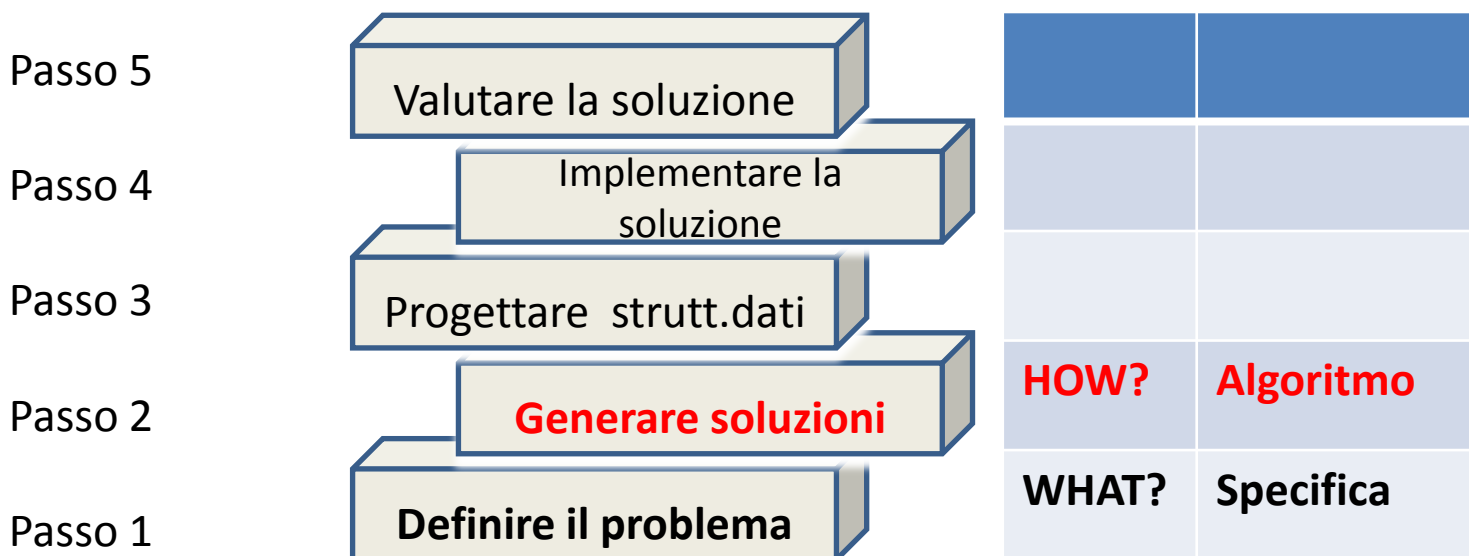 Passo 5
Valutare la soluzione
Passo 4
Implementare la
soluzione
Passo 3
Progettare strutt.dati
Passo 2
Generare soluzioni
HOW? Algoritmo
Passo 1
Definire il problema
WHAT? Specifica